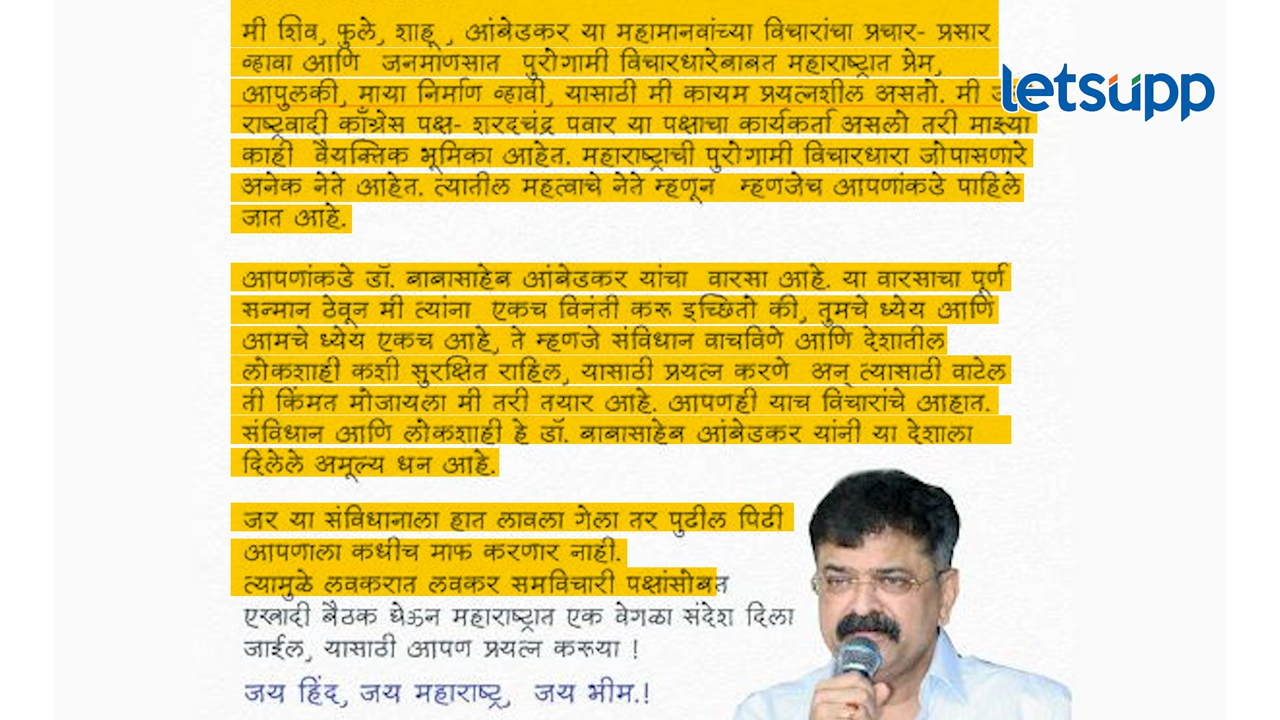 मी शिव, फुले, शाहू , आंबेडकर या महामानवांच्या विचारांचा प्रचार- प्रसार
व्हावा आणि जनमाणसात पुरोगामी विचारधारेबाबत महाराष्ट्रात प्रेम,
आपुलकी, माया निर्माण व्हावी, यासाठी मी कायम प्रयत्नशील असतो. मी
letsupp
राष्ट्रवादी काँग्रेस पक्ष- शरदचंद्र पवार या पक्षाचा कार्यकर्ता असलो तरी माझ्या
काही वैयक्तिक भूमिका आहेत. महाराष्ट्राची पुरोगामी विचारधारा जोपासणारे
अनेक नेते आहेत. त्यातील महत्वाचे नेते म्हणून म्हणजेच आपणांकडे पाहिले
जात आहे.
आपणांकडे डॉ. बाबासाहेब आंबेडकर यांचा वारसा आहे. या वारसाचा पूर्ण
सन्मान ठेवून मी त्यांना एकच विनंती करू इच्छितो की, तुमचे ध्येय आणि
आमचे ध्येय एकच आहे, ते म्हणजे संविधान वाचविणे आणि देशातील
लोकशाही कशी सुरक्षित राहिल, यासाठी प्रयत्न करणे अन् त्यासाठी वाटेल
ती किंमत मोजायला मी तरी तयार आहे. आपणही याच विचारांचे आहात.
संविधान आणि लोकशाही हे डॉ. बाबासाहेब आंबेडकर यांनी या देशाला
दिलेले अमूल्य धन आहे.
जर या संविधानाला हात लावला गेला तर पुढील पिढी
आपणाला कधीच माफ करणार नाही.
त्यामुळे लवकरात लवकर समविचारी पक्षांसोबत
एखादी बैठक घेऊन महाराष्ट्रात एक वेगळा संदेश दिला
जाईल, यासाठी आपण प्रयत्न करूया !
जय हिंद, जय महाराष्ट्र, जय भीम.!